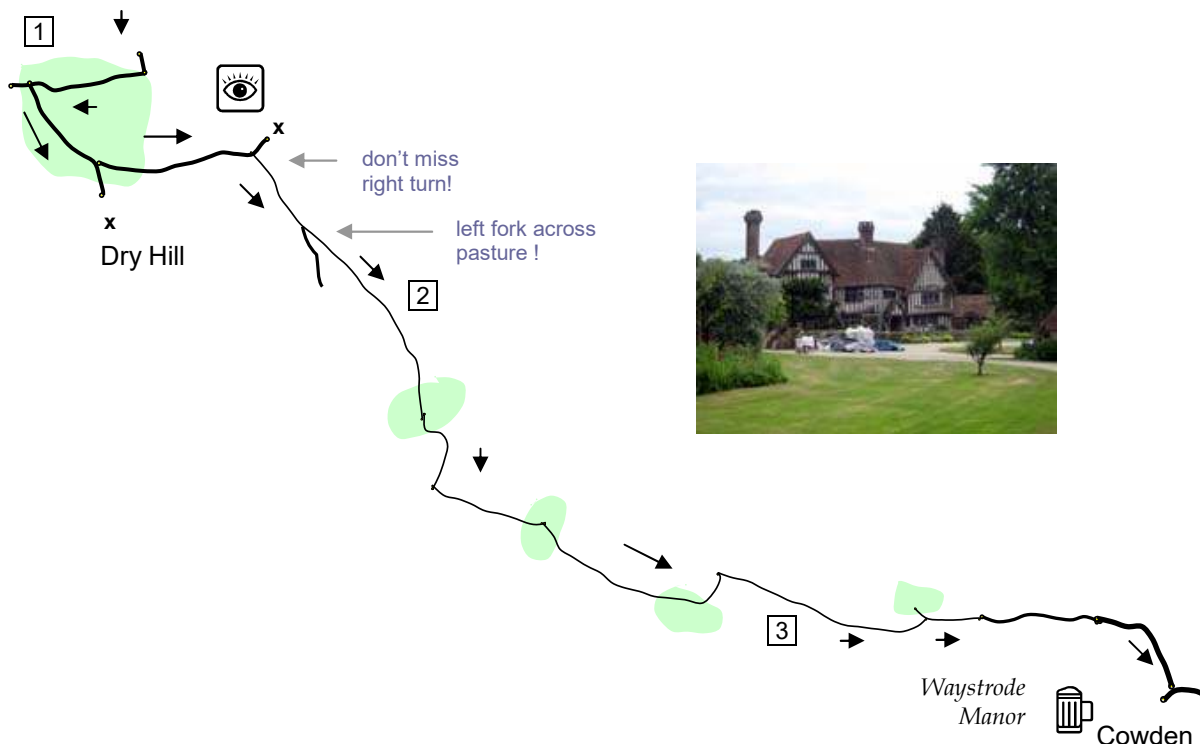 1
x
don't miss
right turn!
x
Dry Hill
left fork across
pasture !
2
3
Waystrode
Manor
Cowden